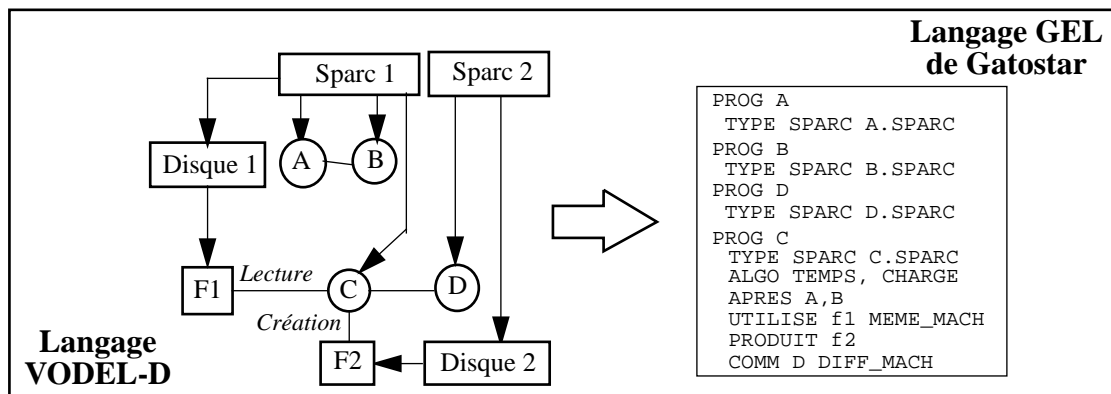 Sparc 1
Sparc 2
Disque 1
A
B
Lecture
F1
C
D
Création
F2
Disque 2
Langage
VODEL-D
Langage GEL
de Gatostar
PROG A
TYPE SPARC A.SPARC
PROG B
TYPE SPARC B.SPARC
PROG D
TYPE SPARC D.SPARC
PROG C
TYPE SPARC C.SPARC
ALGO TEMPS, CHARGE
APRES A,B
UTILISE f1 MEME_MACH
PRODUIT f2
COMM D DIFF_MACH